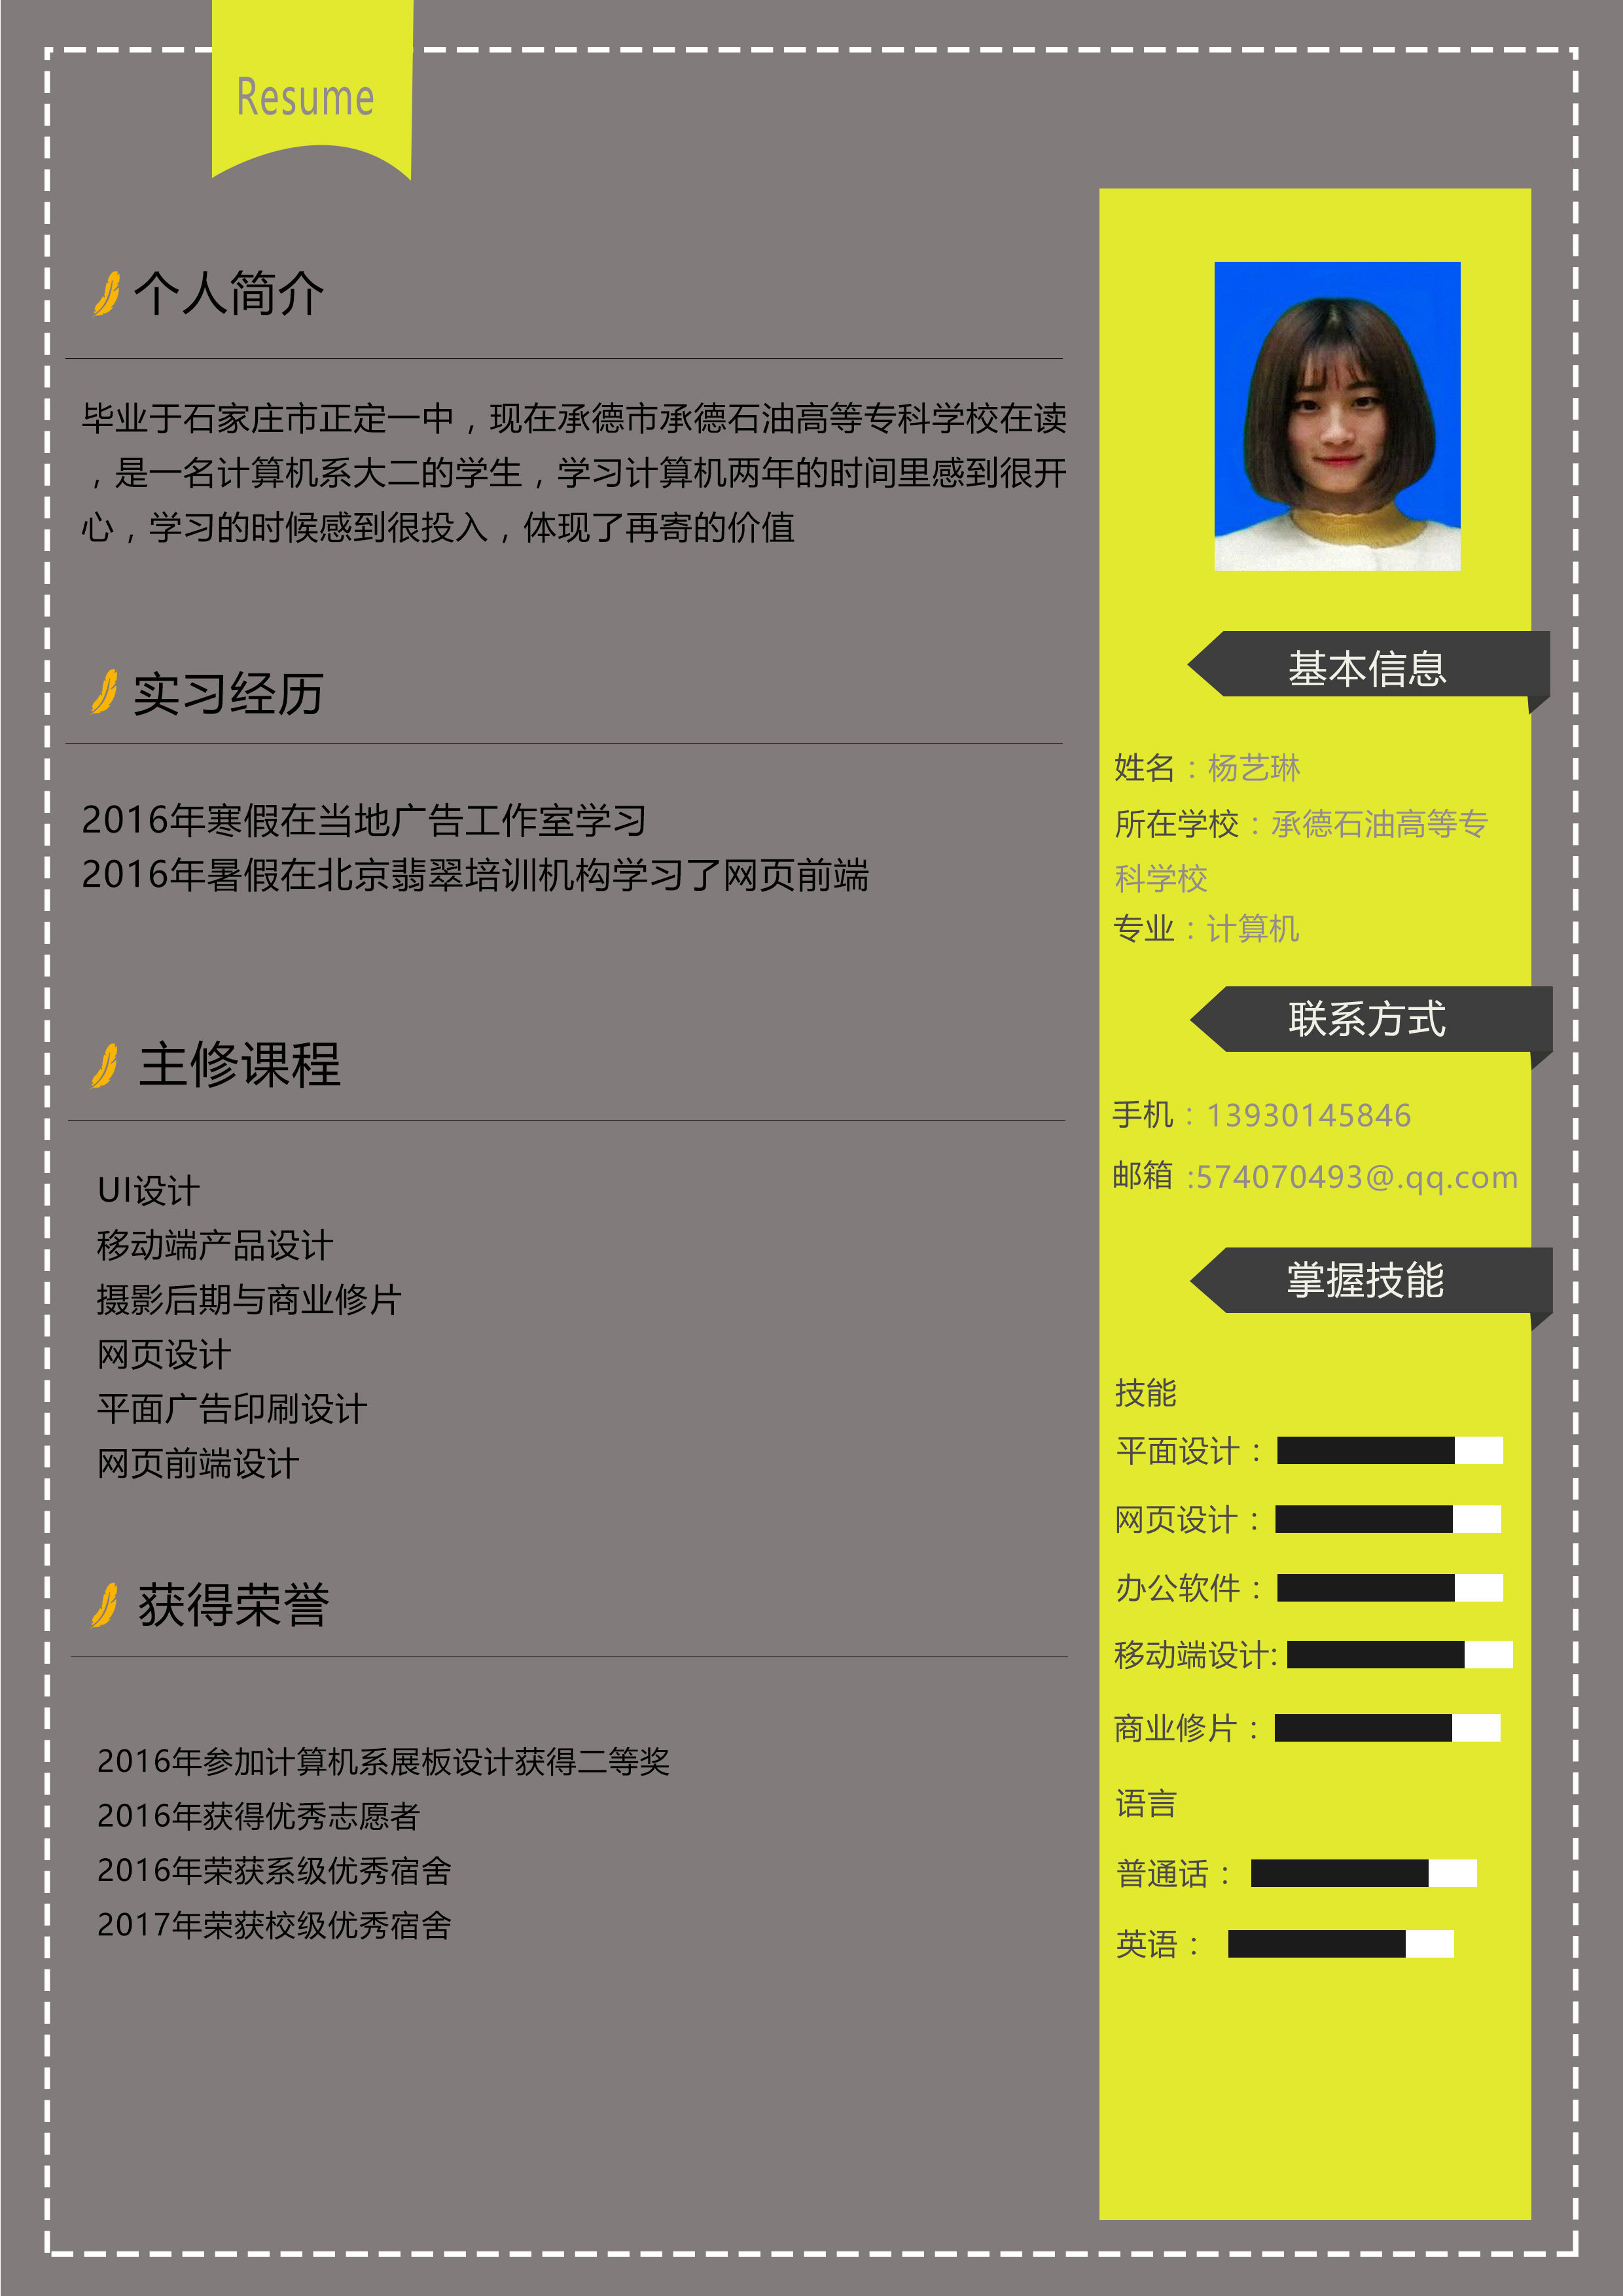 Resume
个人简介
毕业于石家庄市正定一中，现在承德市承德石油高等专科学校在读
，是一名计算机系大二的学生，学习计算机两年的时间里感到很开
心，学习的时候感到很投入，体现了再寄的价值
实习经历
2016年寒假在当地广告工作室学习
2016年暑假在北京翡翠培训机构学习了网页前端
主修课程
UI设计
移动端产品设计
摄影后期与商业修片
网页设计
平面广告印刷设计
网页前端设计
获得荣誉
2016年参加计算机系展板设计获得二等奖
2016年获得优秀志愿者
2016年荣获系级优秀宿舍
2017年荣获校级优秀宿舍
基本信息
姓名：杨艺琳
所在学校：承德石油高等专
科学校
专业：计算机
联系方式
手机：13930145846
邮箱 :574070493@.qq.com
掌握技能
技能
平面设计：
网页设计：
办公软件：
移动端设计:
商业修片：
语言
普通话：
英语：